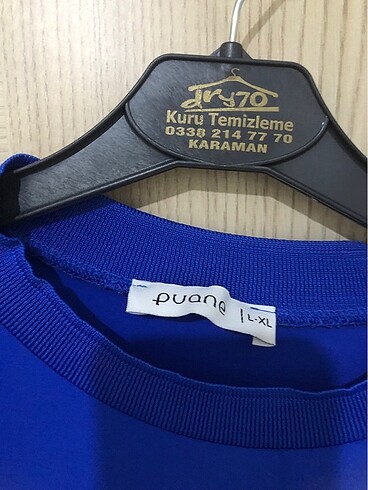 dry70
Kuru Temizleme
0338 214 77 70
KARAMAN
puane
L-XL